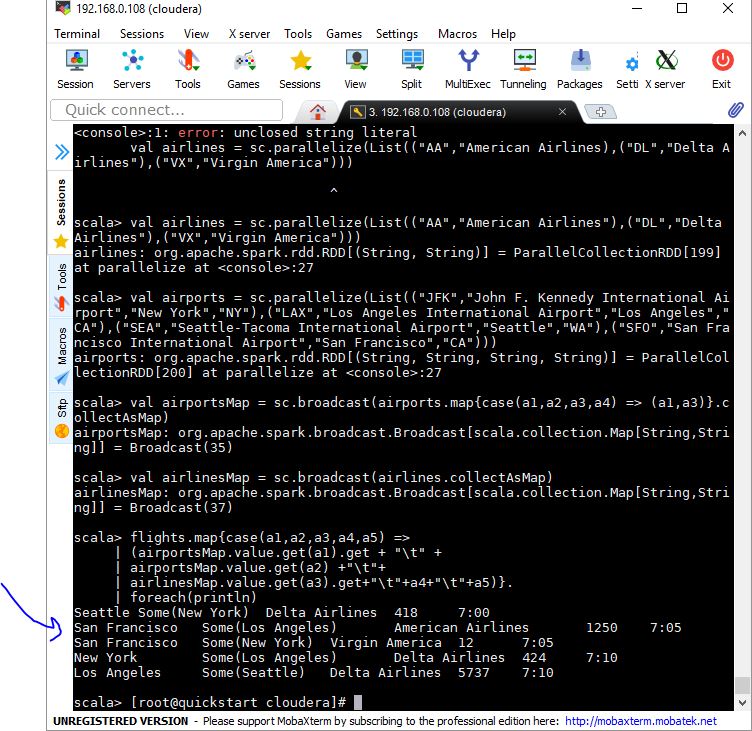 192.168.0.108 (cloudera)
Terminal Sessions View X server Tools Games Settings Macros Help
Session Servers Tools Games Sessions View Split MultiExec Tunneling Packages Setti X server Exit
Quick connect...
3. 192.168.0.108 (cloudera)
Sessions
Tools
Macros
Sftp
<console>:1: error: unclosed string literal
       val airlines = sc.parallelize(List(("AA","American Airlines),("DL","Delta A
irlines"),("VX","Virgin America")))
^
scala> val airlines = sc.parallelize(List(("AA","American Airlines"),("DL","Delta
Airlines"),("VX","Virgin America")))
airlines: org.apache.spark.rdd.RDD[(String, String)] = ParallelCollectionRDD[199]
at parallelize at <console>:27
scala> val airports = sc.parallelize(List(("JFK","John F. Kennedy International Ai
rport","New York","NY"),("LAX","Los Angeles International Airport","Los Angeles","
CA"),("SEA","Seattle-Tacoma International Airport","Seattle","WA"),("SFO","San Fra
ncisco International Airport","San Francisco","CA")))
airports: org.apache.spark.rdd.RDD[(String, String, String, String)] = ParallelCol
lectionRDD[200] at parallelize at <console>:27
scala> val airportsMap = sc.broadcast(airports.map{case(a1,a2,a3,a4) => (a1,a3)}.c
ollectAsMap)
airportsMap: org.apache.spark.broadcast.Broadcast[scala.collection.Map[String,Stri
ng]] = Broadcast(35)
scala> val airlinesMap = sc.broadcast(airlines.collectAsMap)
airlinesMap: org.apache.spark.broadcast.Broadcast[scala.collection.Map[String,Stri
ng]] = Broadcast(37)
scala> flights.map{case(a1,a2,a3,a4,a5) =>
     | (airportsMap.value.get(a1).get + "\t" +
     | airportsMap.value.get(a2) +"\t"+
     | airlinesMap.value.get(a3).get+"\t"+a4+"\t"+a5)}.
     | foreach(println)
Seattle Some(New York)  Delta Airlines  418     7:00
San Francisco   Some(Los Angeles)       American Airlines       1250    7:05
San Francisco   Some(New York)  Virgin America  12      7:05
New York        Some(Los Angeles)       Delta Airlines  424     7:10
Los Angeles     Some(Seattle)   Delta Airlines  5737    7:10
scala> [root@quickstart cloudera]#
UNREGISTERED VERSION - Please support MobaXterm by subscribing to the professional edition here: http://mobaxterm.mobatek.net